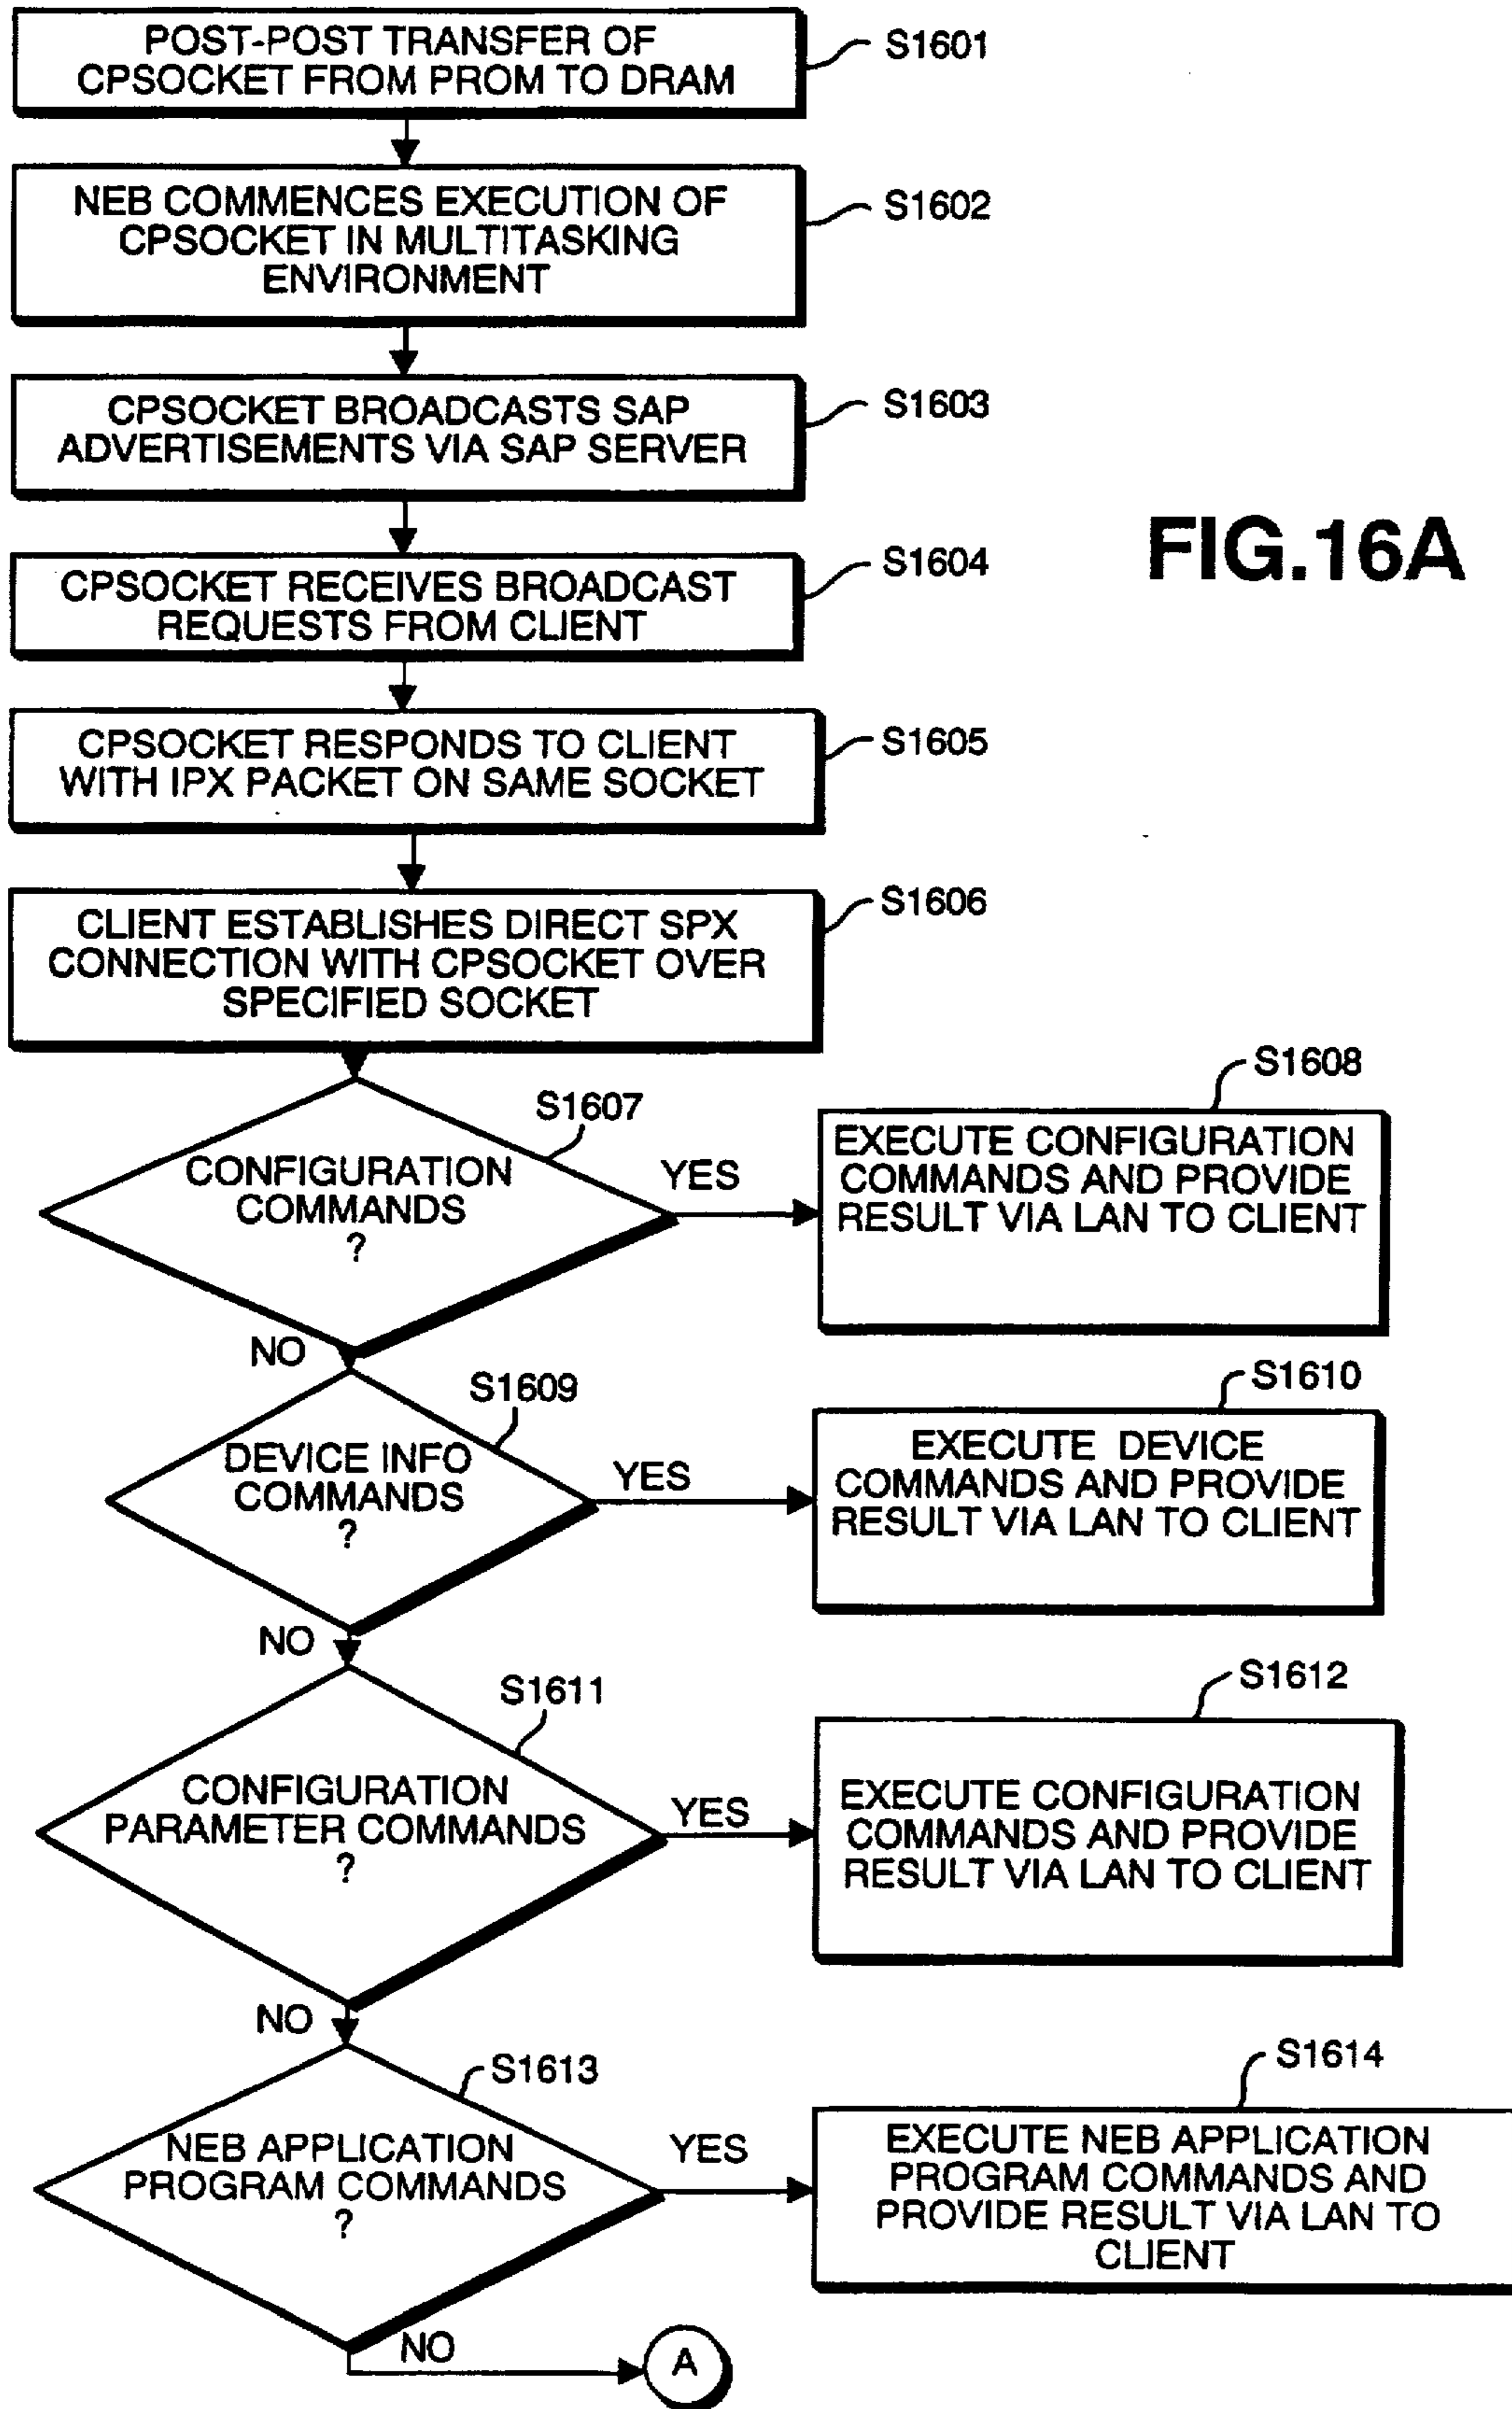 POST-POST TRANSFER OF
CPSOCKET FROM PROM TO DRAM
S1601
NEB COMMENCES EXECUTION OF
CPSOCKET IN MULTITASKING
ENVIRONMENT
S1602
CPSOCKET BROADCASTS SAP
ADVERTISEMENTS VIA SAP SERVER
S1603
FIG.16A
CPSOCKET RECEIVES BROADCAST
REQUESTS FROM CLIENT
S1604
CPSOCKET RESPONDS TO CLIENT
WITH IPX PACKET ON SAME SOCKET
S1605
CLIENT ESTABLISHES DIRECT SPX
CONNECTION WITH CPSOCKET OVER
SPECIFIED SOCKET
S1606
CONFIGURATION
COMMANDS
?
S1607
YES
S1608
EXECUTE CONFIGURATION
COMMANDS AND PROVIDE
RESULT VIA LAN TO CLIENT
NO
DEVICE INFO
COMMANDS
?
S1609
YES
S1610
EXECUTE DEVICE
COMMANDS AND PROVIDE
RESULT VIA LAN TO CLIENT
NO
CONFIGURATION
PARAMETER COMMANDS
?
S1611
YES
S1612
EXECUTE CONFIGURATION
COMMANDS AND PROVIDE
RESULT VIA LAN TO CLIENT
NO
NEB APPLICATION
PROGRAM COMMANDS
?
S1613
YES
S1614
EXECUTE NEB APPLICATION
PROGRAM COMMANDS AND
PROVIDE RESULT VIA LAN TO
CLIENT
NO
A